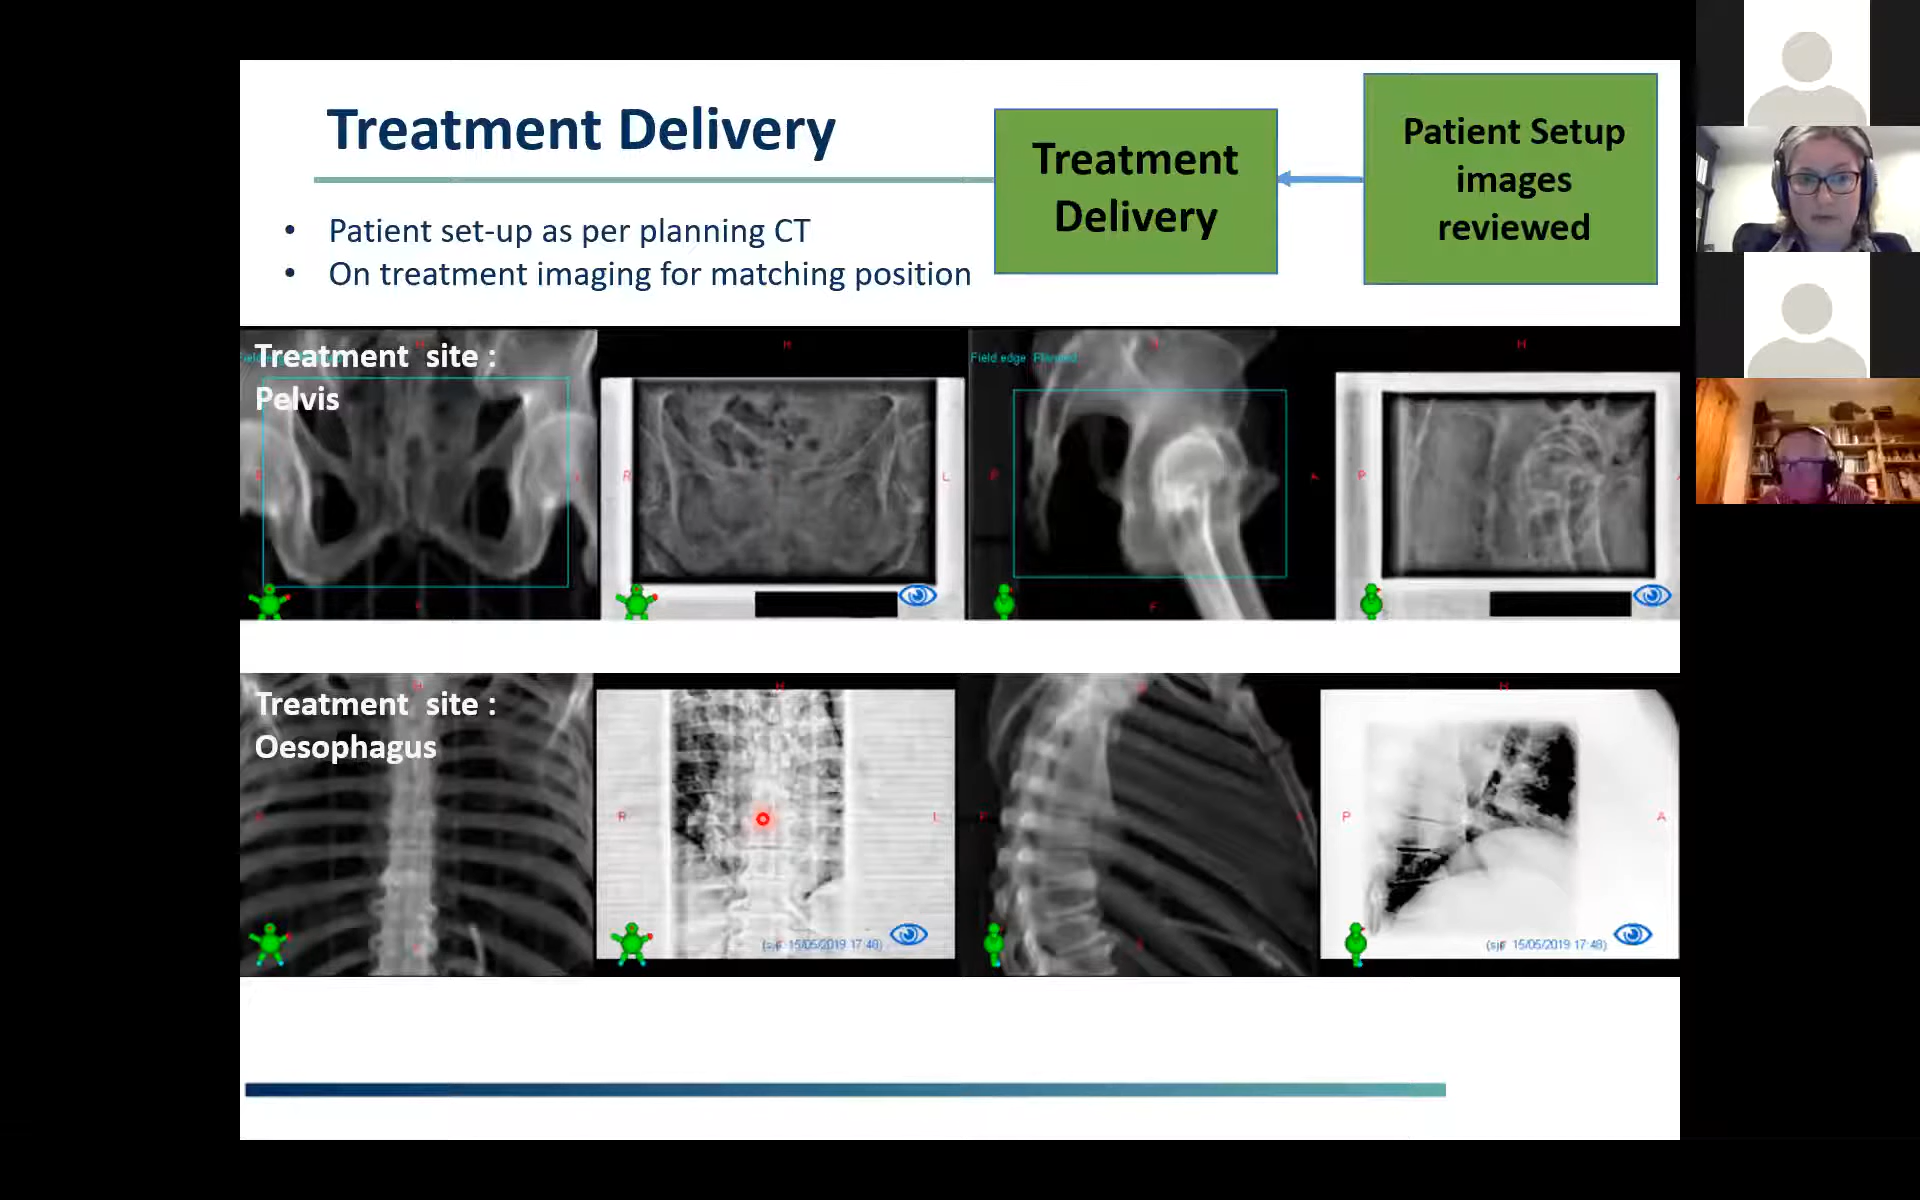 Treatment Delivery
Treatment
Delivery
Patient Setup
images
reviewed
• Patient set-up as per planning CT
• On treatment imaging for matching position
Treatment site :
Pelvis
H
H
Field edge Planned
H
R
L
P
A
P
F
Treatment site :
Oesophagus
H
H
H
R
L
P
A
(sjf 15/05/2019 17:48)
(sjf 15/05/2019 17:48)